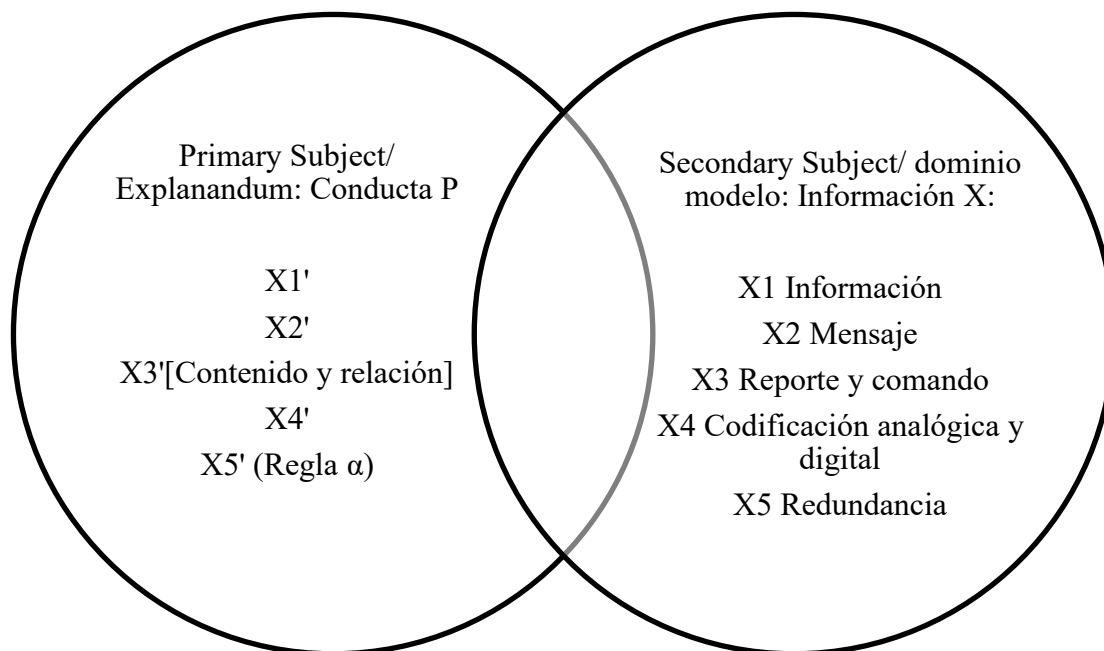 Primary Subject/
Explanandum: Conducta P
X1'
X2'
X3'[Contenido y relación]
X4'
X5' (Regla α)
Secondary Subject/ dominio
modelo: Información X:
X1 Información
X2 Mensaje
X3 Reporte y comando
X4 Codificación analógica y
digital
X5 Redundancia